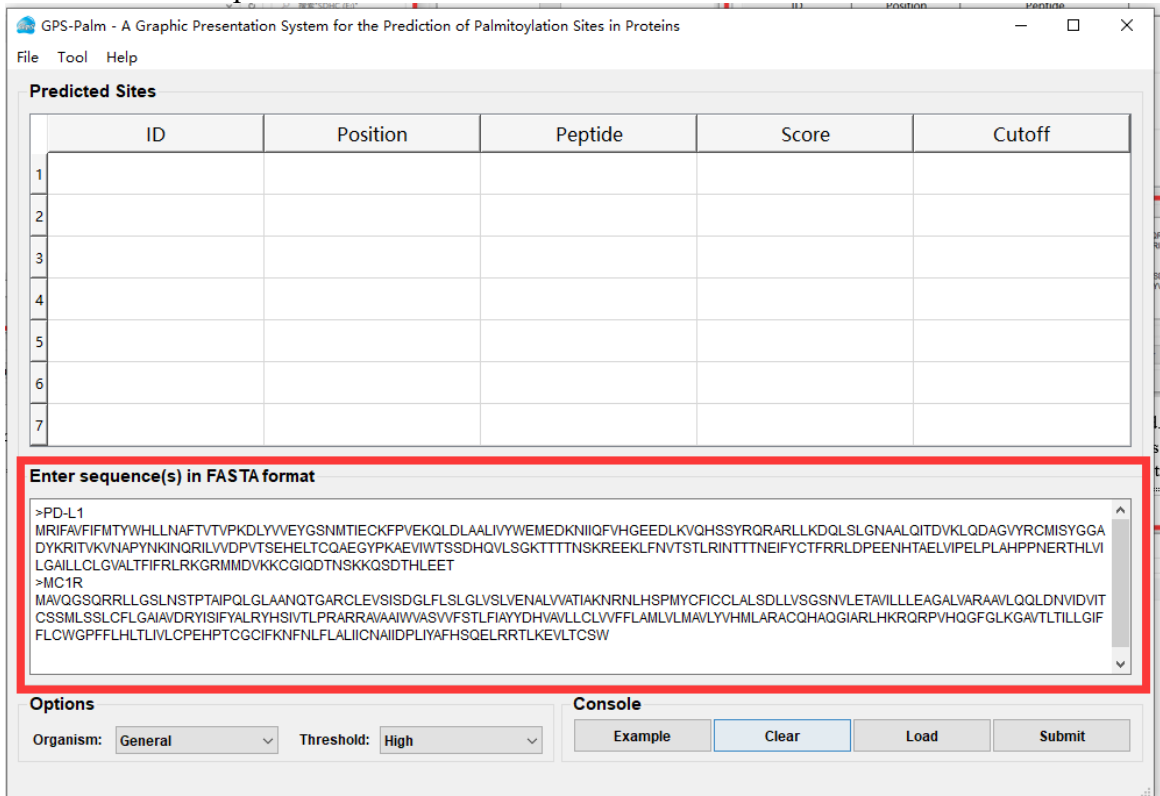 GPS-Palm - A Graphic Presentation System for the Prediction of Palmitoylation Sites in Proteins
File Tool Help
Predicted Sites
ID Position Peptide Score Cutoff
1
2
3
4
5
6
7
Enter sequence(s) in FASTA format
>PD-L1
MRIFAVFIFMTYWHLLNAFTVTVPKDLYVVEYGSNMTIECKFPVEKQLDLAALIVYWEMEDKNIIQFVHGEEDLKVQHSSYRQRARLLKDQLSLGNAALQITDVKLQDAGVYRCMISYGGA
DYKRITVKVNAPYNKINQRILVVDPVTSEHELTCQAEGYPKAEVIWTSSDHQVLSGKTTTTNSKREEKLFNVTSTLRINTTTNEIFYCTFRRLDPEENHTAELVIPELPLAHPPNERTHLVI
LGAILLCLGVALTFIFRLRKGRMMDVKKCGIQDTNSKKQSDTHLEET
>MC1R
MAVQGSQRRLLGSLNSTPTAIPQLGLAANQTGARCLEVSISDGLFLSLGLVSLVENALVVATIAKNRNLHSPMYCFICCLALSDLLVSGSNVLETAVILLLEAGALVARAAVLQQLDNVIDVIT
CSSMLSSLCFLGAIAVDRYISIFYALRYHSIVTLPRARRAVAAIWVASVVFSTLFIAYYDHVAVLLCLVVFFLAMLVLMAVLYVHMLARACQHAQGIARLHKRQRPVHQGFGLKGAVTLTILLGIF
FLCWGPFFLHLTLIVLCPEHPTCGCIFKNFNLFLALIICNAIIDPLIYAFHSQELRRTLKEVLTCSW
Options
Organism: General Threshold: High
Console
Example Clear Load Submit